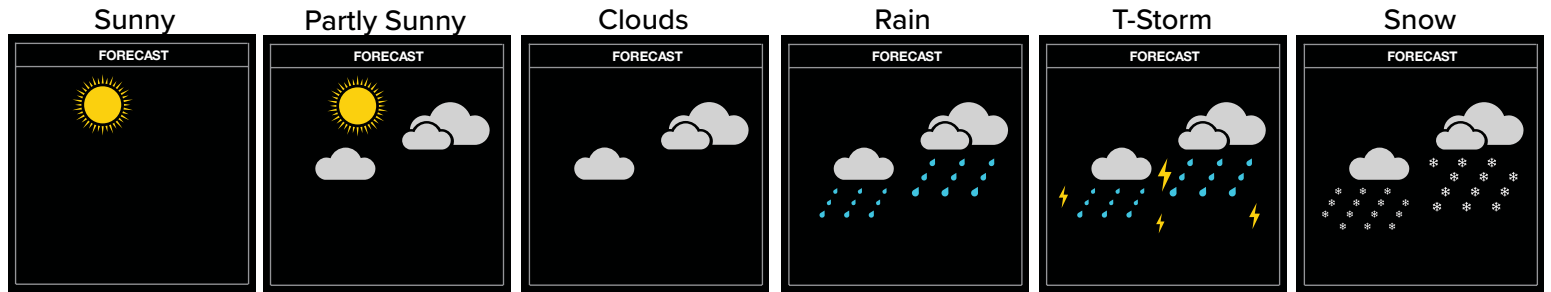 Sunny
Partly Sunny
Clouds
Rain
T-Storm
Snow
FORECAST
FORECAST
FORECAST
FORECAST
FORECAST
FORECAST